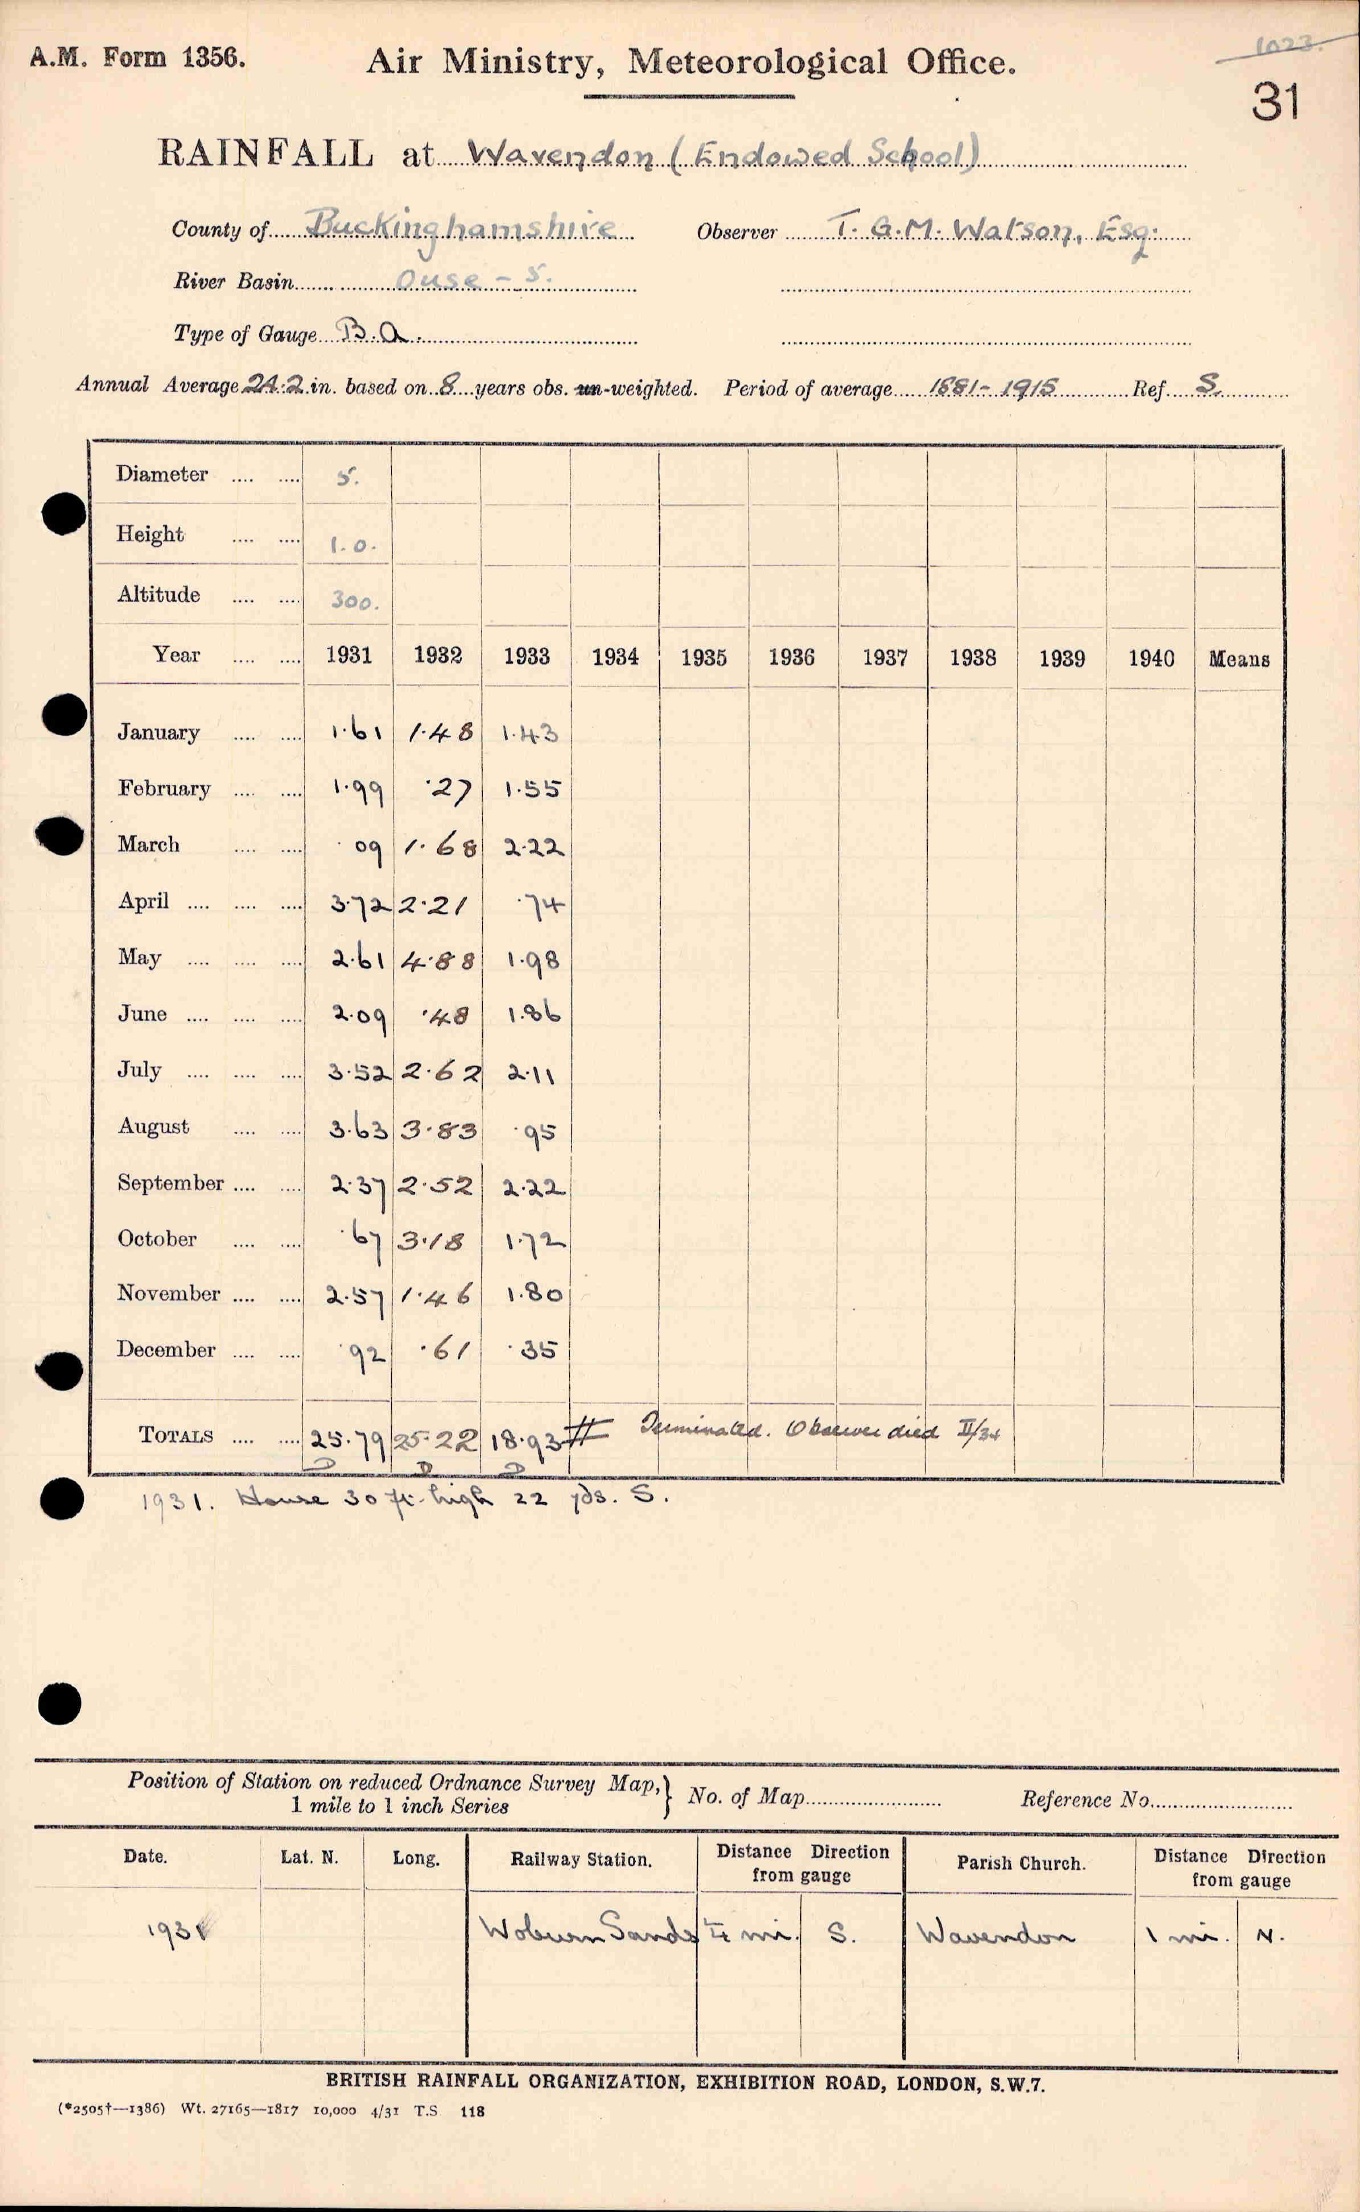 A.M. Form 1356.
Air Ministry, Meteorological Office.
1023.
31
RAINFALL at Wavendon (Endowed School)
County of Buckinghamshire Observer T. G.M. Watson, Esq.
River Basin Ouse - 5.
Type of Gauge B.A.
Annual Average 24.2 in. based on 8 years obs. un-weighted. Period of average 1881-1915 Ref. S.
Diameter .... .... 5.
Height .... .... 1.0.
Altitude .... .... 300.
Year .... .... 1931 1932 1933 1934 1935 1936 1937 1938 1939 1940 Means
January .... .... 1.61 1.48 1.43
February .... .... 1.99 .27 1.55
March .... .... .09 1.68 2.22
April .... .... .... 3.72 2.21 .74
May .... .... .... 2.61 4.88 1.98
June .... .... .... 2.09 .48 1.86
July .... .... .... 3.52 2.62 2.11
August .... .... 3.63 3.83 .95
September .... .... 2.37 2.52 2.22
October .... .... .67 3.18 1.72
November .... .... 2.57 1.46 1.80
December .... .... .92 .61 .35
TOTALS .... .... 25.79 25.22 18.93 # Terminated. Observer died II/34
D D D
1931. House 30 ft. high 22 yds. S.
Position of Station on reduced Ordnance Survey Map,
1 mile to 1 inch Series } No. of Map Reference No.
Date. Lat. N. Long. Railway Station. Distance Direction from gauge Parish Church. Distance Direction from gauge
1931 Woburn Sands ¼ mi. S. Wavendon 1 mi. N.
BRITISH RAINFALL ORGANIZATION, EXHIBITION ROAD, LONDON, S.W.7.
(*2505†—1386) Wt. 27165—1817 10,000 4/31 T.S 118